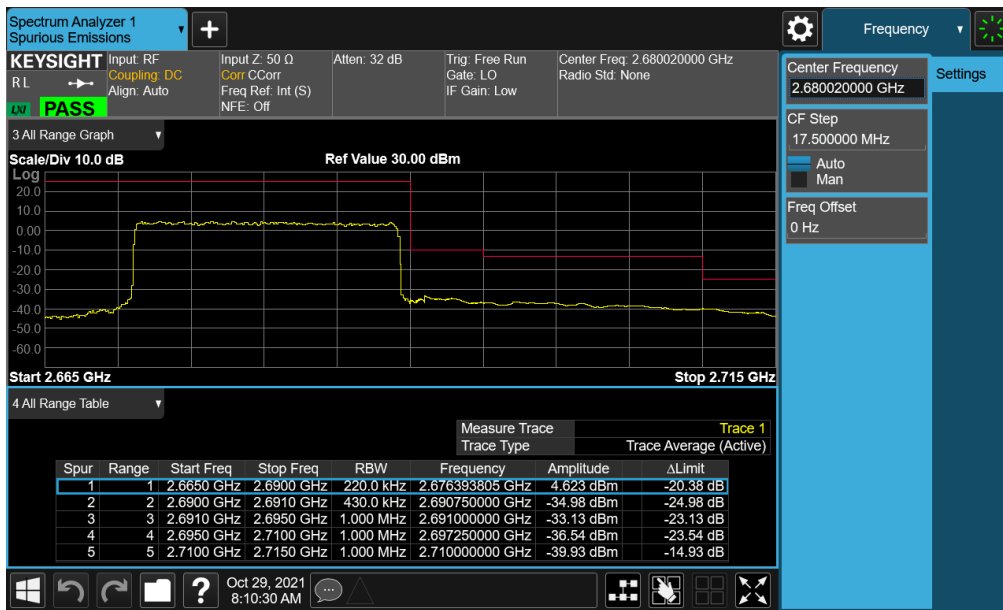 Spectrum Analyzer 1
Spurious Emissions
Frequency
KEYSIGHT
Input: RF
Input Z: 50 Ω
Atten: 32 dB
Trig: Free Run
Center Freq: 2.680020000 GHz
R L
Coupling: DC
Corr CCorr
Gate: LO
Radio Std: None
Align: Auto
Freq Ref: Int (S)
IF Gain: Low
LXI
PASS
NFE: Off
Center Frequency
2.680020000 GHz
Settings
CF Step
17.500000 MHz
Auto
Man
Freq Offset
0 Hz
3 All Range Graph
Scale/Div 10.0 dB
Ref Value 30.00 dBm
Log
20.0
10.0
0.00
-10.0
-20.0
-30.0
-40.0
-50.0
-60.0
Start 2.665 GHz
Stop 2.715 GHz
4 All Range Table
Measure Trace Trace 1
Trace Type Trace Average (Active)
Spur Range Start Freq Stop Freq RBW Frequency Amplitude ΔLimit
1 1 2.6650 GHz 2.6900 GHz 220.0 kHz 2.676393805 GHz 4.623 dBm -20.38 dB
2 2 2.6900 GHz 2.6910 GHz 430.0 kHz 2.690750000 GHz -34.98 dBm -24.98 dB
3 3 2.6910 GHz 2.6950 GHz 1.000 MHz 2.691000000 GHz -33.13 dBm -23.13 dB
4 4 2.6950 GHz 2.7100 GHz 1.000 MHz 2.697250000 GHz -36.54 dBm -23.54 dB
5 5 2.7100 GHz 2.7150 GHz 1.000 MHz 2.710000000 GHz -39.93 dBm -14.93 dB
?
Oct 29, 2021
8:10:30 AM